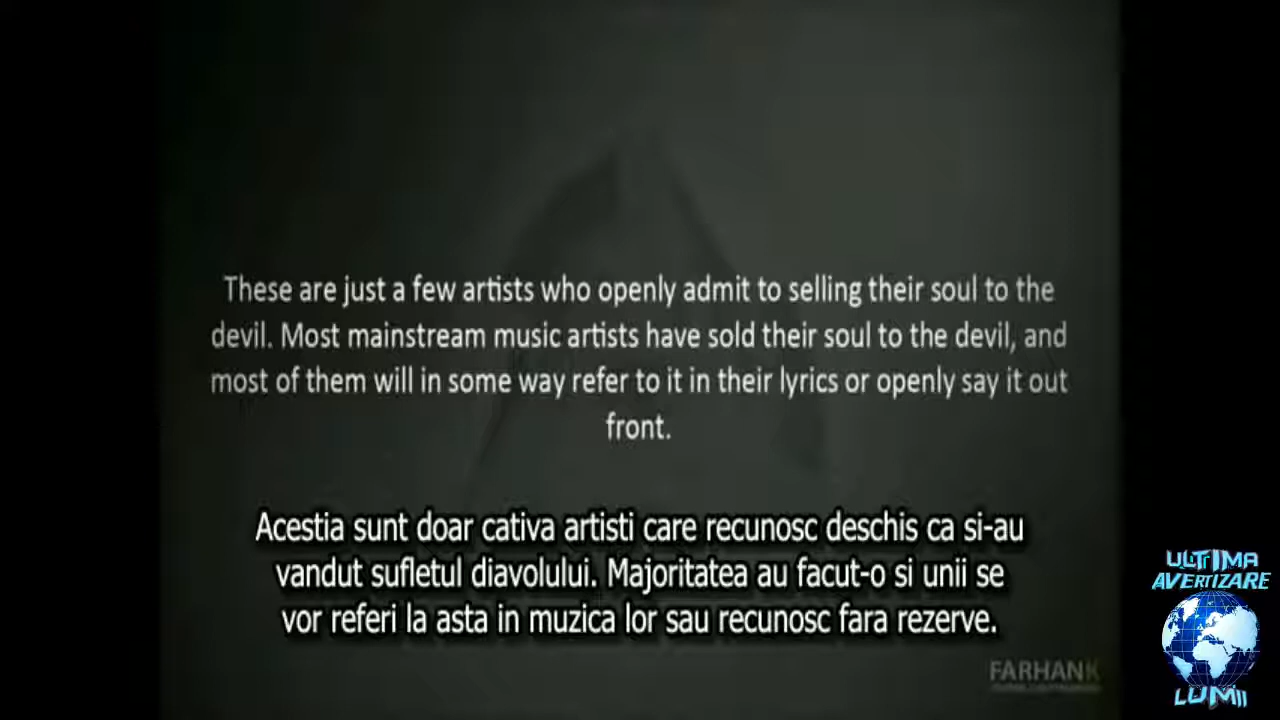 These are just a few artists who openly admit to selling their soul to the
devil. Most mainstream music artists have sold their soul to the devil, and
most of them will in some way refer to it in their lyrics or openly say it out
front.
Acestia sunt doar cativa artisti care recunosc deschis ca si-au
vandut sufletul diavolului. Majoritatea au facut-o si unii se
vor referi la asta in muzica lor sau recunosc fara rezerve.
ULTIMA
AVERTIZARE
LUMII
FARHANK